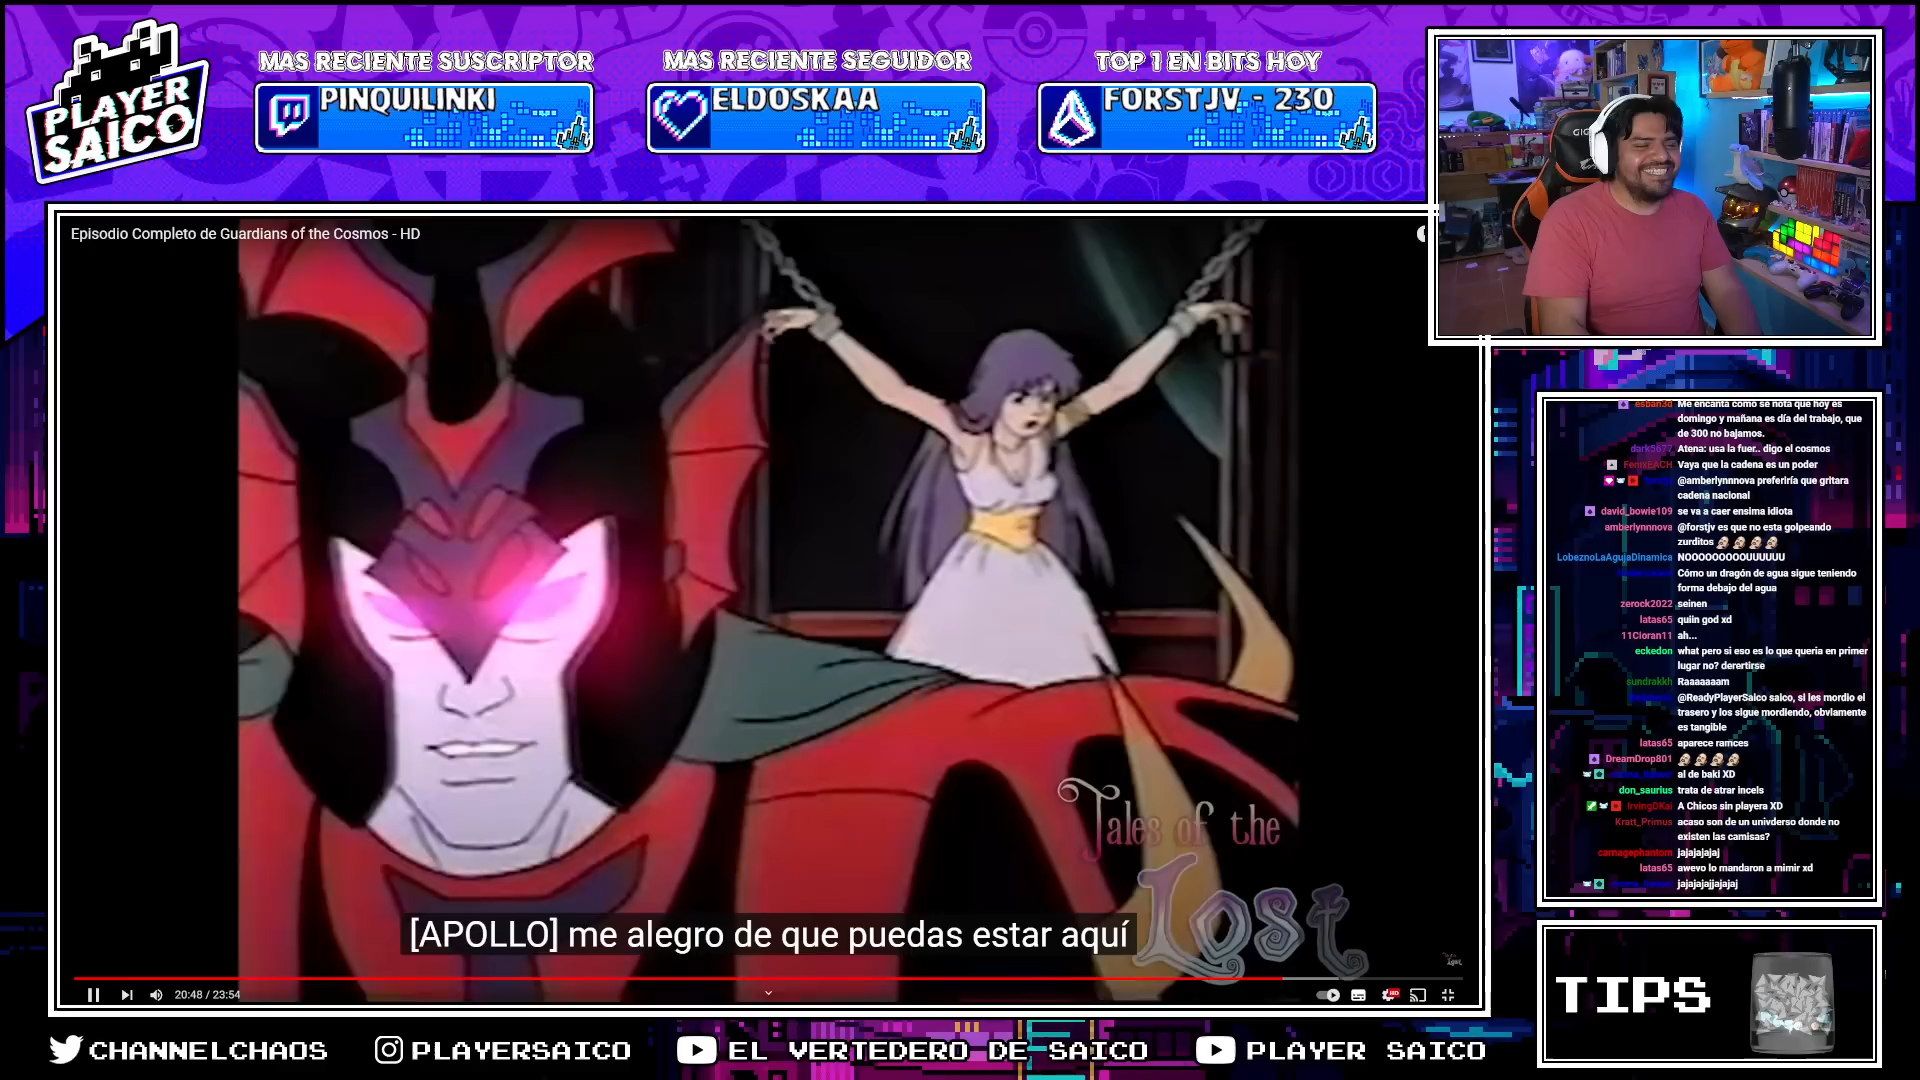 PLAYER
SAICO
MAS RECIENTE SUSCRIPTOR
PINQUILINKI
MAS RECIENTE SEGUIDOR
ELDOSKAA
TOP 1 EN BITS HOY
FORSTJV - 230
Episodio Completo de Guardians of the Cosmos - HD
Tales of the
Lost
[APOLLO] me alegro de que puedas estar aquí
20:48 / 23:54
HD
esban3d Me encanta como se nota que hoy es
domingo y mañana es día del trabajo, que
de 300 no bajamos.
dark5677 Atena: usa la fuer.. digo el cosmos
FenixEACH Vaya que la cadena es un poder
@amberlynnnova preferiría que gritara
cadena nacional
david_bowie109 se va a caer ensima idiota
amberlynnnova @forstjv es que no esta golpeando
zurditos
LobeznoLaAgujaDinamica NOOOOOOOOOUUUUUU
Cómo un dragón de agua sigue teniendo
forma debajo del agua
zerock2022 seinen
latas65 quiin god xd
11Cioran11 ah...
eckedon what pero si eso es lo que queria en primer
lugar no? derertirse
sundrakkh Raaaaaaam
@ReadyPlayerSaico saico, si les mordio el
trasero y los sigue mordiendo, obviamente
es tangible
latas65 aparece ramces
DreamDrop801
al de baki XD
don_saurius trata de atrar incels
IrvingDKai A Chicos sin playera XD
Kratt_Primus acaso son de un univderso donde no
existen las camisas?
carnagephantom jajajajaj
latas65 awevo lo mandaron a mimir xd
jajajajajjajajaj
TIPS
CHANNELCHAOS
PLAYERSAICO
EL VERTEDERO DE SAICO
PLAYER SAICO